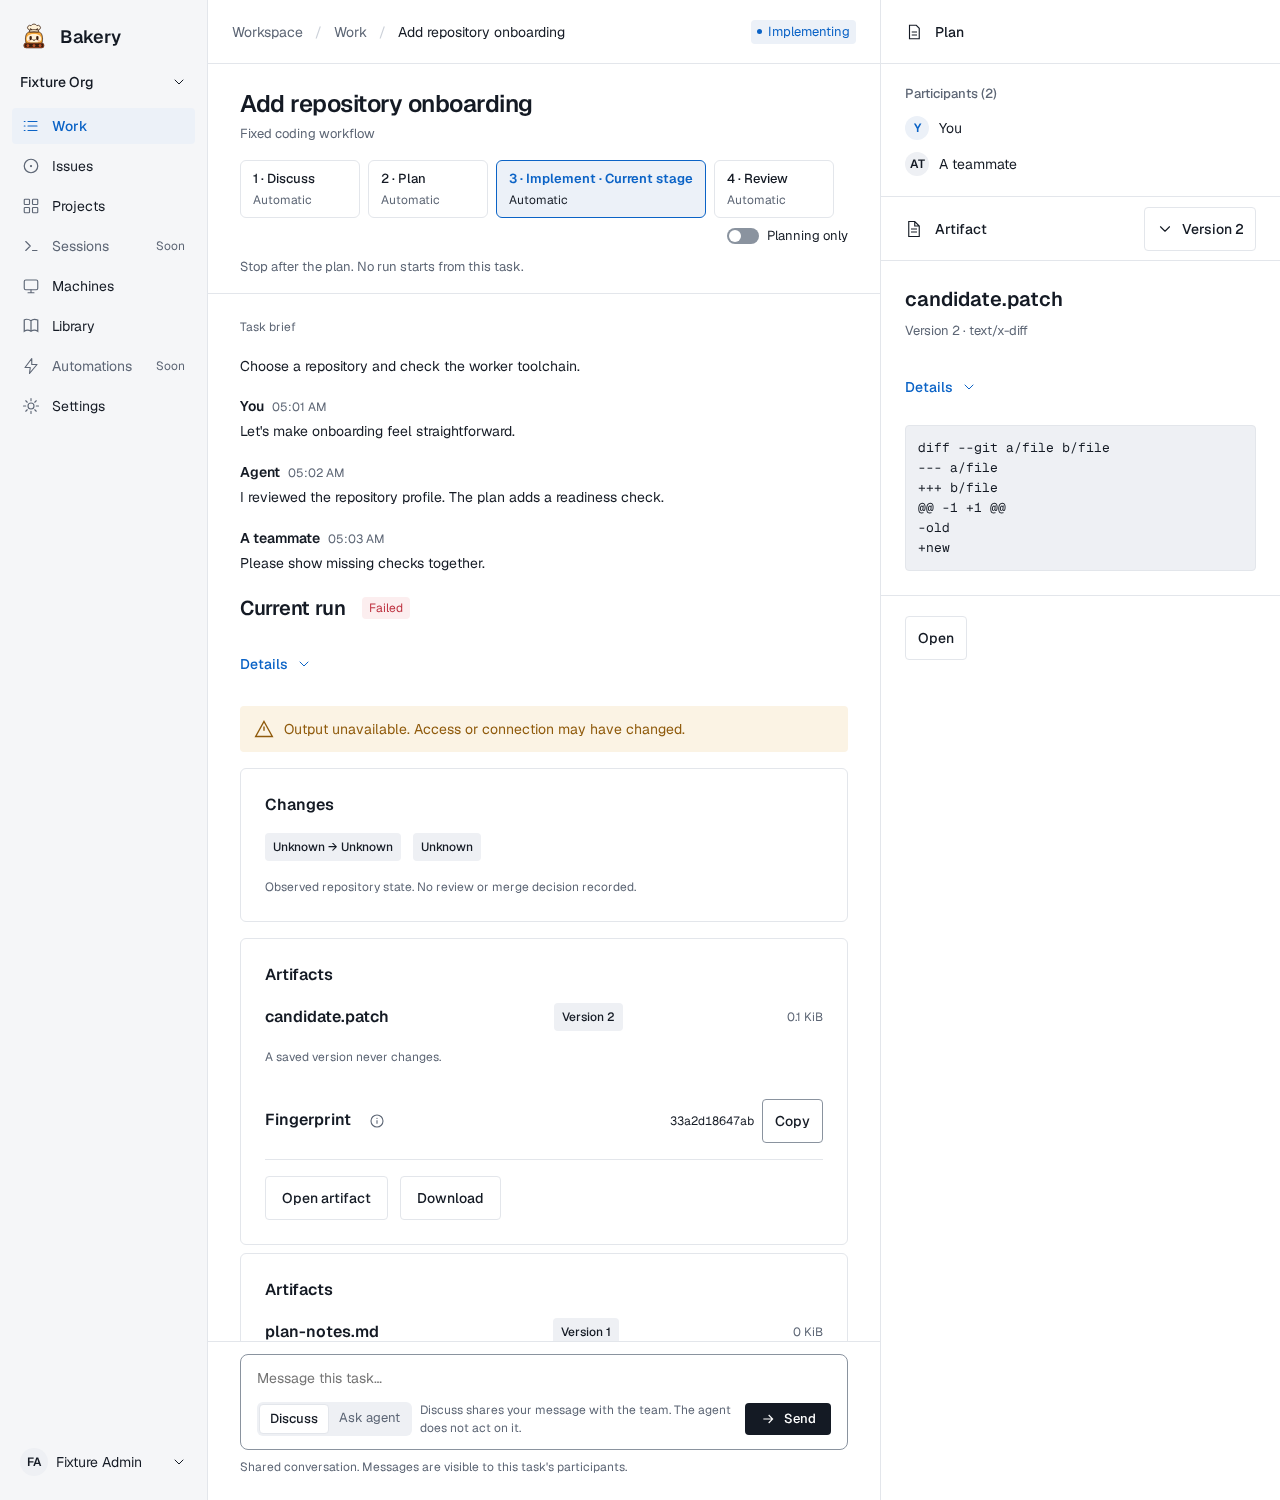 Bakery
Fixture Org
Work
Issues
Projects
Sessions Soon
Machines
Library
Automations Soon
Settings
FA Fixture Admin
Workspace / Work / Add repository onboarding
Implementing
Add repository onboarding
Fixed coding workflow
1 · Discuss
Automatic
2 · Plan
Automatic
3 · Implement · Current stage
Automatic
4 · Review
Automatic
Planning only
Stop after the plan. No run starts from this task.
Task brief
Choose a repository and check the worker toolchain.
You 05:01 AM
Let's make onboarding feel straightforward.
Agent 05:02 AM
I reviewed the repository profile. The plan adds a readiness check.
A teammate 05:03 AM
Please show missing checks together.
Current run Failed
Details
Output unavailable. Access or connection may have changed.
Changes
Unknown → Unknown Unknown
Observed repository state. No review or merge decision recorded.
Artifacts
candidate.patch Version 2 0.1 KiB
A saved version never changes.
Fingerprint 33a2d18647ab Copy
Open artifact Download
Artifacts
plan-notes.md Version 1 0 KiB
Message this task...
Discuss Ask agent
Discuss shares your message with the team. The agent
does not act on it.
→ Send
Shared conversation. Messages are visible to this task's participants.
Plan
Participants (2)
Y You
AT A teammate
Artifact Version 2
candidate.patch
Version 2 · text/x-diff
Details
diff --git a/file b/file
--- a/file
+++ b/file
@@ -1 +1 @@
-old
+new
Open